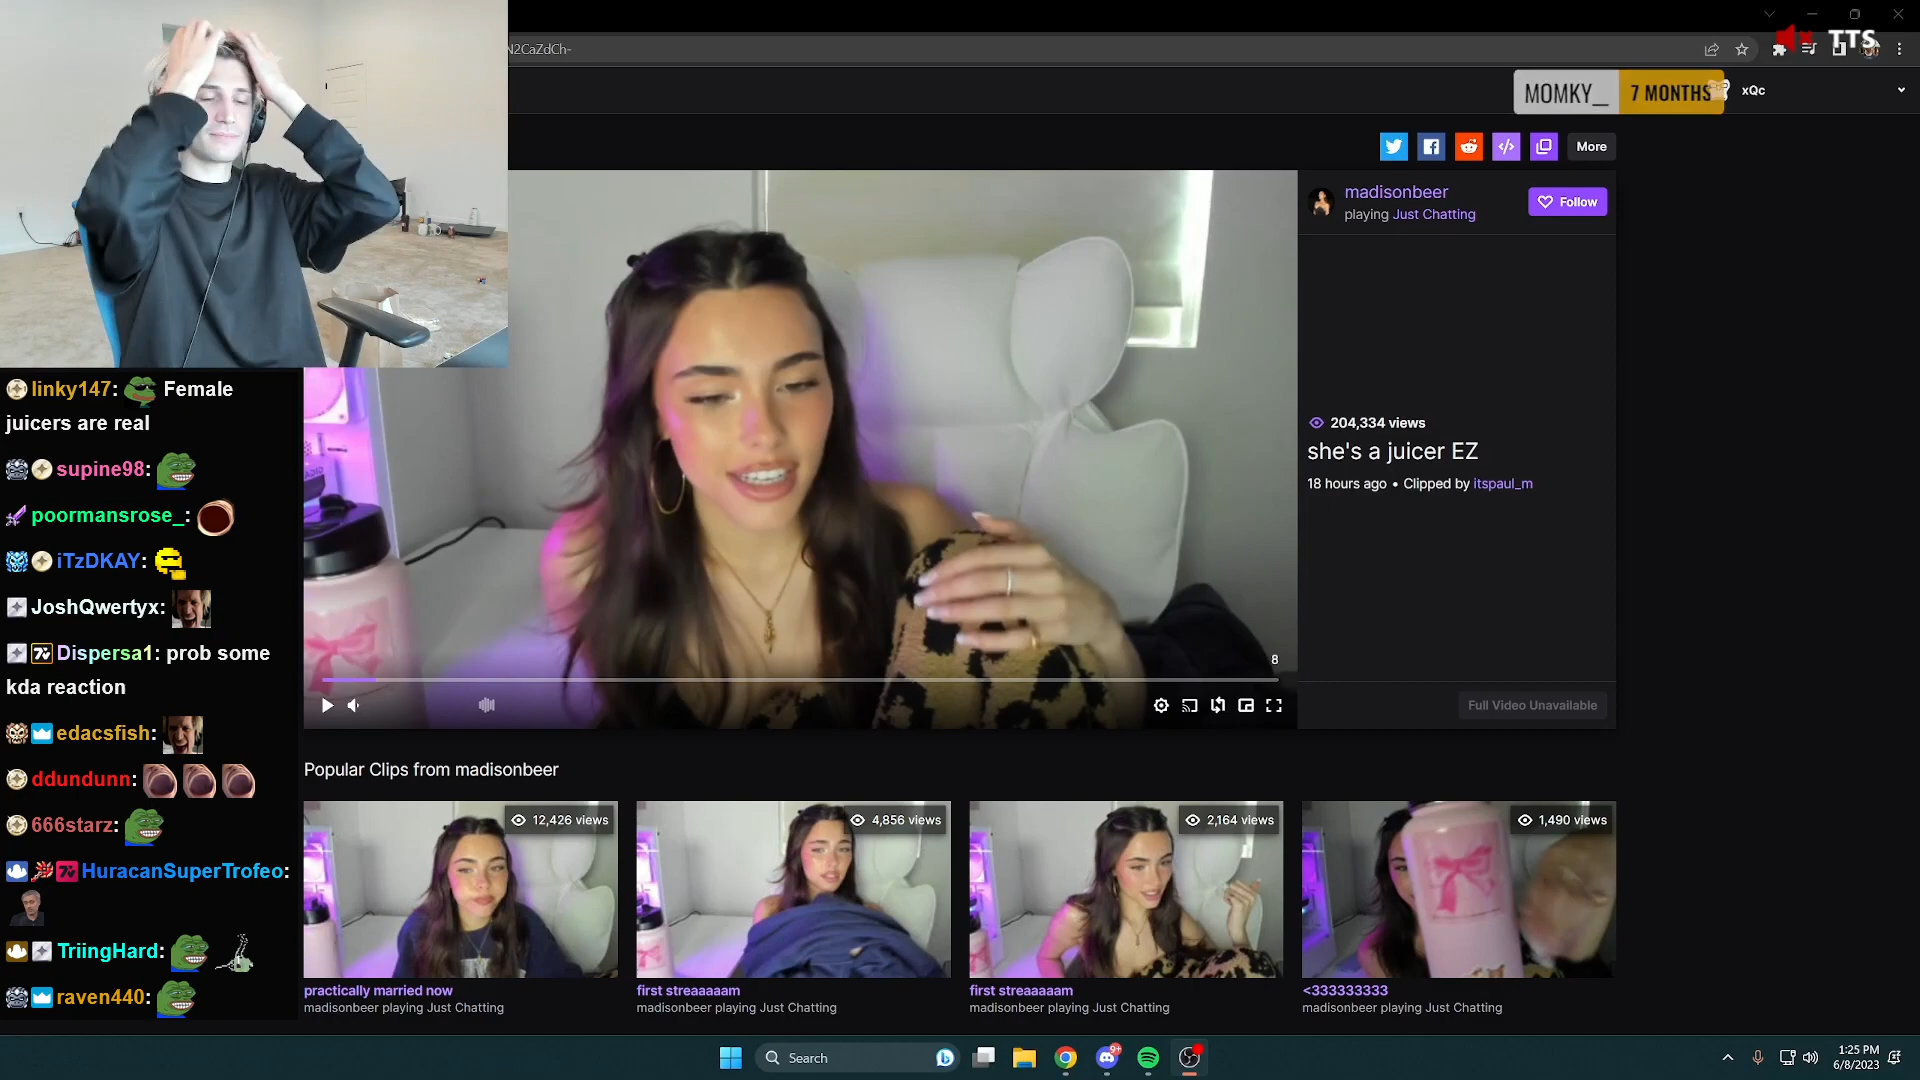 N2CaZdCh-
TTS
MOMKY__ 7 MONTHS
xQc
More
madisonbeer
playing Just Chatting
Follow
204,334 views
she's a juicer EZ
18 hours ago • Clipped by itspaul_m
8
Full Video Unavailable
linky147: Female
juicers are real
supine98:
poormansrose_:
iTzDKAY:
JoshQwertyx:
Dispersa1: prob some
kda reaction
edacsfish:
ddundunn:
666starz:
HuracanSuperTrofeo:
TriingHard:
raven440:
Popular Clips from madisonbeer
12,426 views
4,856 views
2,164 views
1,490 views
practically married now
madisonbeer playing Just Chatting
first streaaaaam
madisonbeer playing Just Chatting
first streaaaaam
madisonbeer playing Just Chatting
<333333333
madisonbeer playing Just Chatting
Search
9+
1:25 PM
6/8/2023